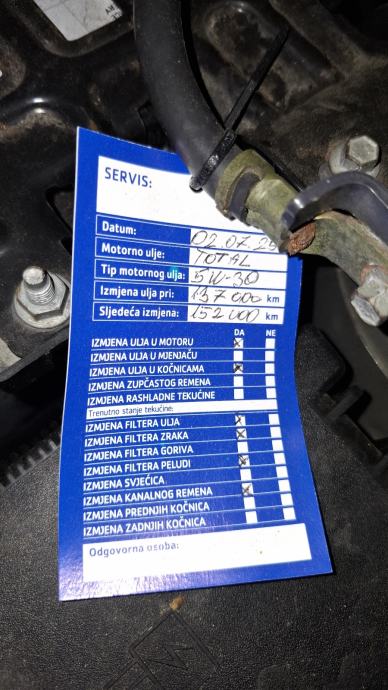 SERVIS:
Datum: 02.07.25
Motorno ulje: TOTAL
Tip motornog ulja: 5W-30
Izmjena ulja pri: 137 000 km
Sljedeća izmjena: 152 000 km
DA NE
IZMJENA ULJA U MOTORU X
IZMJENA ULJA U MJENJAČU
IZMJENA ULJA U KOČNICAMA X
IZMJENA ZUPČASTOG REMENA
IZMJENA RASHLADNE TEKUĆINE
Trenutno stanje tekućine:
IZMJENA FILTERA ULJA X
IZMJENA FILTERA ZRAKA X
IZMJENA FILTERA GORIVA
IZMJENA FILTERA PELUDI X
IZMJENA SVJEĆICA
IZMJENA KANALNOG REMENA X
IZMJENA PREDNJIH KOČNICA
IZMJENA ZADNJIH KOČNICA
Odgovorna osoba: